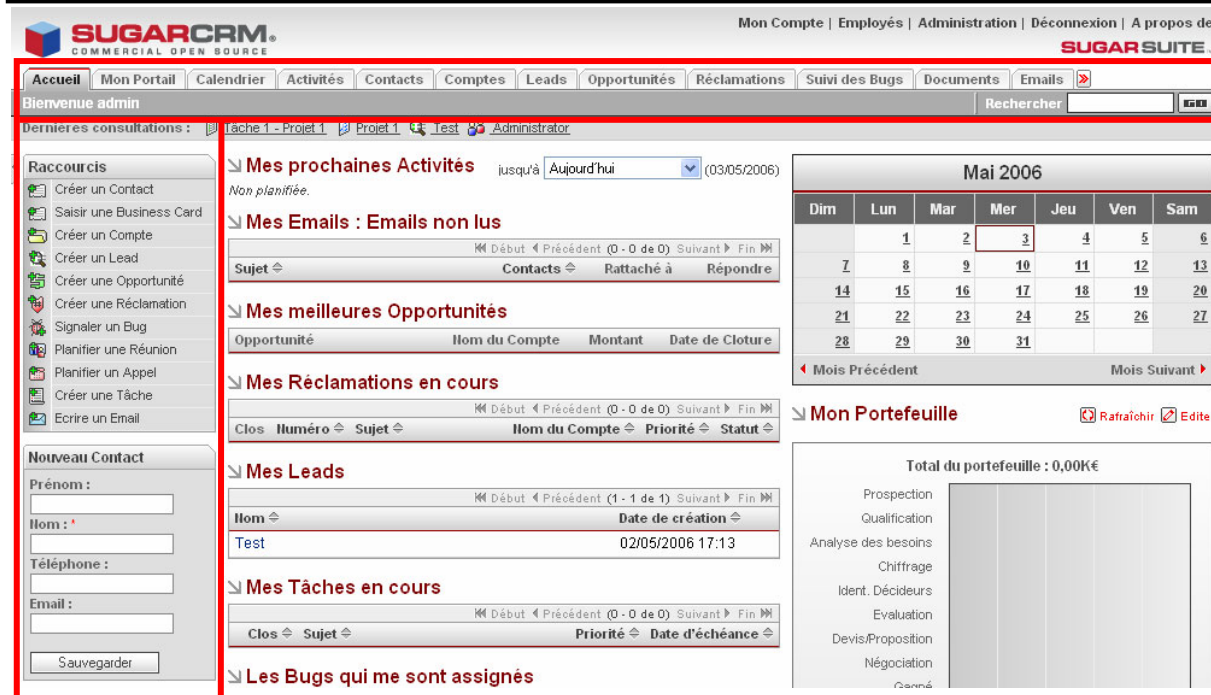 Mon Compte | Employés | Administration | Déconnexion | A propos de
SUGARCRM.
COMMERCIAL OPEN SOURCE
SUGARSUITE
Accueil Mon Portail Calendrier Activités Contacts Comptes Leads Opportunités Réclamations Suivi des Bugs Documents Emails
Bienvenue admin Rechercher GO
Dernières consultations : Tâche 1 - Projet 1 Projet 1 Test Administrator
Raccourcis
Créer un Contact
Saisir une Business Card
Créer un Compte
Créer un Lead
Créer une Opportunité
Créer une Réclamation
Signaler un Bug
Planifier une Réunion
Planifier un Appel
Créer une Tâche
Ecrire un Email
Nouveau Contact
Prénom :
Nom : *
Téléphone :
Email :
Sauvegarder
Mes prochaines Activités jusqu'à Aujourd'hui (03/05/2006)
Non planifiée.
Mes Emails : Emails non lus
Début Précédent (0 - 0 de 0) Suivant Fin
Sujet Contacts Rattaché à Répondre
Mes meilleures Opportunités
Opportunité Nom du Compte Montant Date de Cloture
Mes Réclamations en cours
Début Précédent (0 - 0 de 0) Suivant Fin
Clos Numéro Sujet Nom du Compte Priorité Statut
Mes Leads
Début Précédent (1 - 1 de 1) Suivant Fin
Nom Date de création
Test 02/05/2006 17:13
Mes Tâches en cours
Début Précédent (0 - 0 de 0) Suivant Fin
Clos Sujet Priorité Date d'échéance
Les Bugs qui me sont assignés
Mai 2006
Dim Lun Mar Mer Jeu Ven Sam
1 2 3 4 5 6
7 8 9 10 11 12 13
14 15 16 17 18 19 20
21 22 23 24 25 26 27
28 29 30 31
Mois Précédent Mois Suivant
Mon Portefeuille Rafraîchir Edite
Total du portefeuille : 0,00K€
Prospection
Qualification
Analyse des besoins
Chiffrage
Ident. Décideurs
Evaluation
Devis/Proposition
Négociation
Gagné